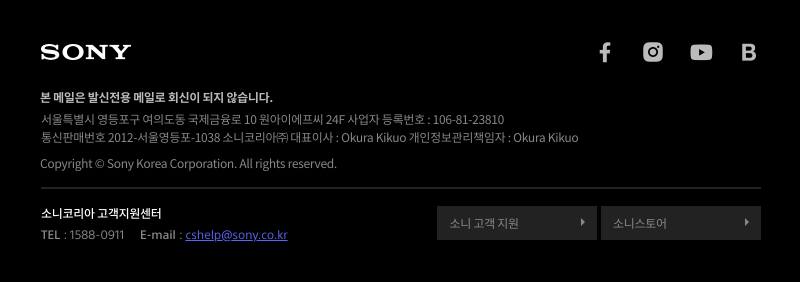 SONY
본 메일은 발신전용 메일로 회신이 되지 않습니다.
서울특별시 영등포구 여의도동 국제금융로 10 원아이에프씨 24F 사업자 등록번호 : 106-81-23810
통신판매번호 2012-서울영등포-1038 소니코리아㈜ 대표이사 : Okura Kikuo 개인정보관리책임자 : Okura Kikuo
Copyright © Sony Korea Corporation. All rights reserved.
소니코리아 고객지원센터
TEL : 1588-0911 E-mail : cshelp@sony.co.kr
소니 고객 지원
소니스토어